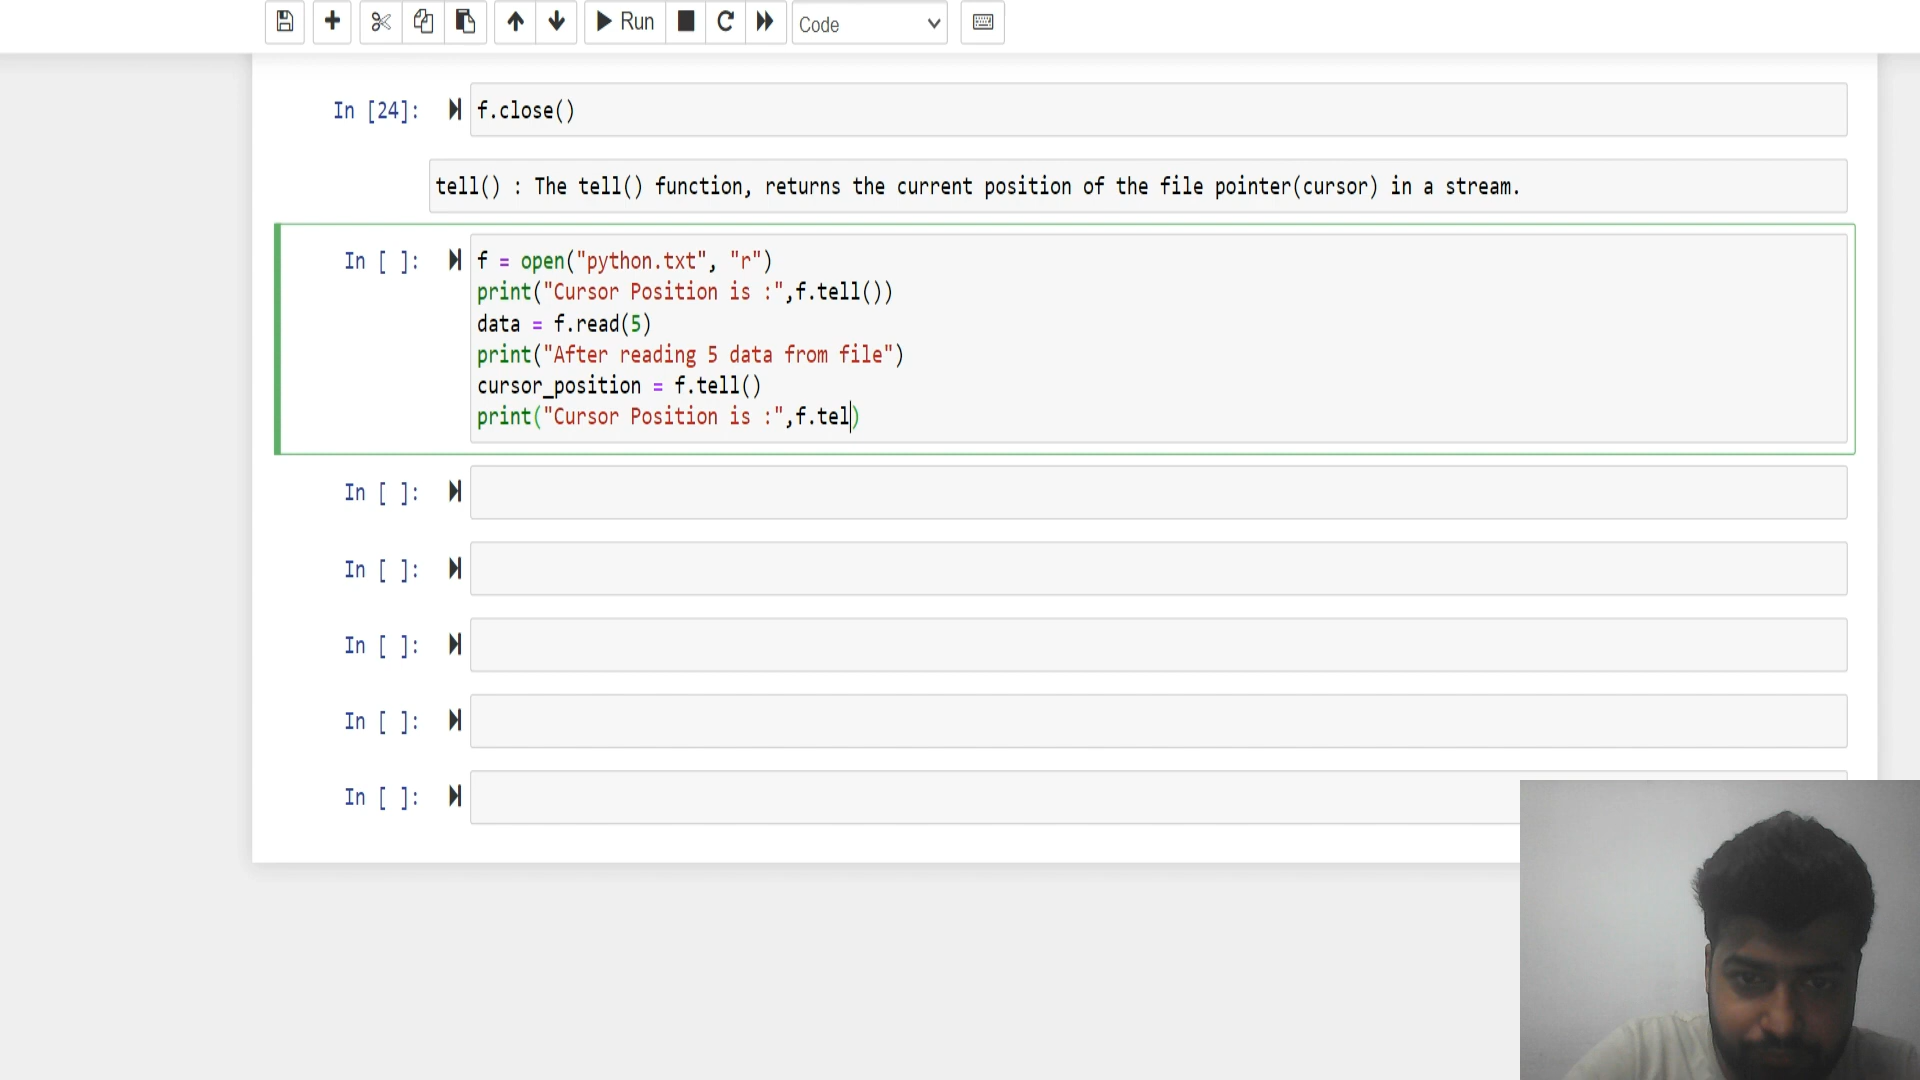 Run
Code
In [24]:
f.close()
tell() : The tell() function, returns the current position of the file pointer(cursor) in a stream.
In [ ]:
f = open("python.txt", "r")
print("Cursor Position is :",f.tell())
data = f.read(5)
print("After reading 5 data from file")
cursor_position = f.tell()
print("Cursor Position is :",f.tel)
In [ ]:
In [ ]:
In [ ]:
In [ ]:
In [ ]: